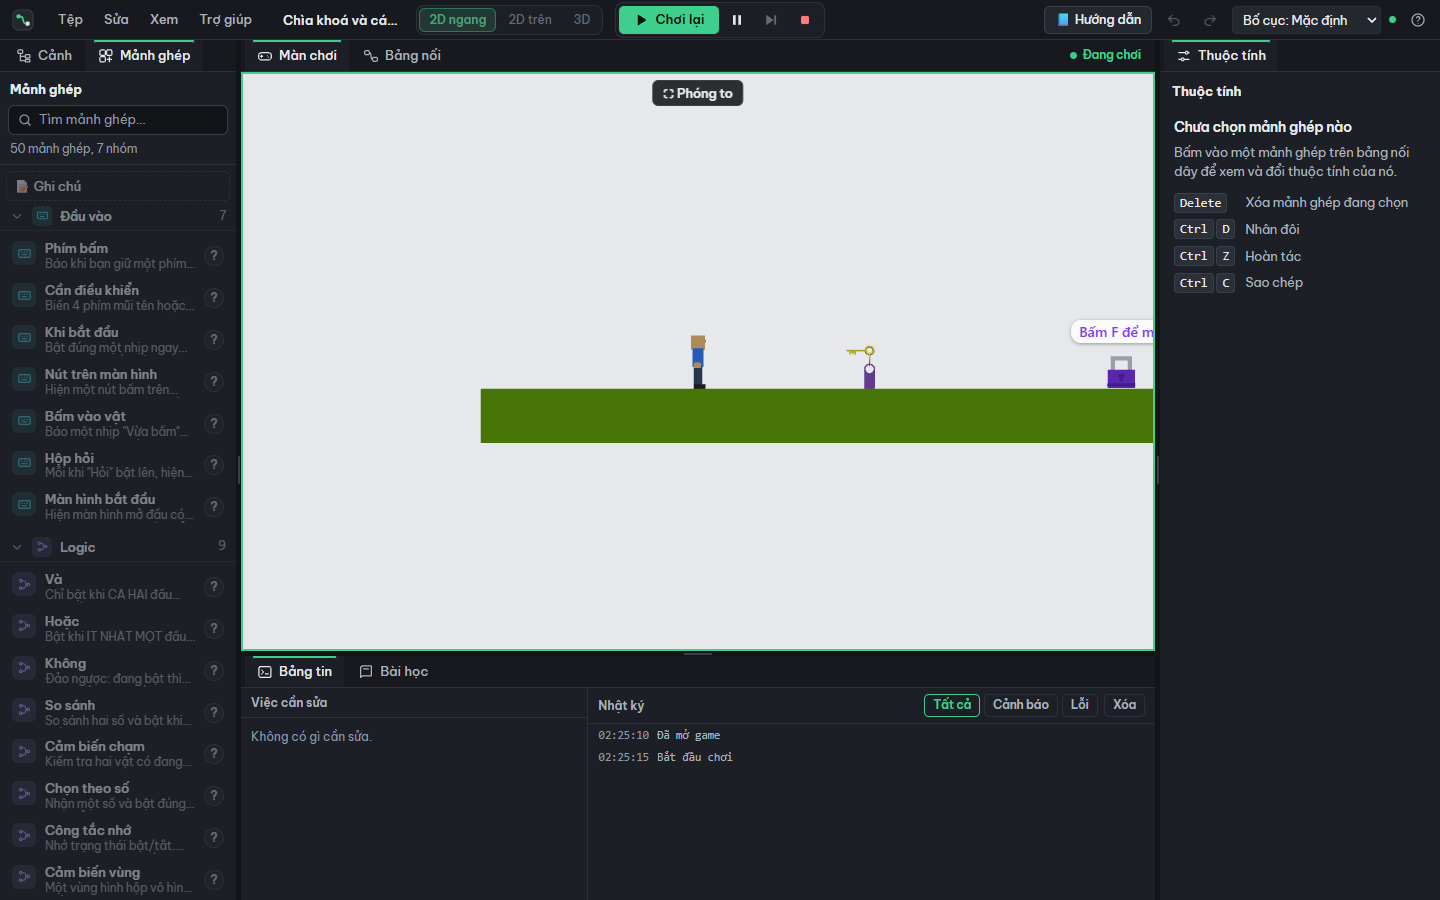 Tệp
Sửa
Xem
Trợ giúp
Chìa khoá và cá...
2D ngang
2D trên
3D
Chơi lại
Hướng dẫn
Bố cục: Mặc định
Cảnh
Mảnh ghép
Màn chơi
Bảng nối
Đang chơi
Thuộc tính
Mảnh ghép
Tìm mảnh ghép...
50 mảnh ghép, 7 nhóm
Ghi chú
Đầu vào
7
Phím bấm
Báo khi bạn giữ một phím...
?
Cần điều khiển
Biến 4 phím mũi tên hoặc...
?
Khi bắt đầu
Bật đúng một nhịp ngay...
?
Nút trên màn hình
Hiện một nút bấm trên...
?
Bấm vào vật
Báo một nhịp "Vừa bấm"...
?
Hộp hỏi
Mỗi khi "Hỏi" bật lên, hiện...
?
Màn hình bắt đầu
Hiện màn hình mở đầu có...
?
Logic
9
Và
Chỉ bật khi CẢ HAI đầu...
?
Hoặc
Bật khi ÍT NHẤT MỘT đầu...
?
Không
Đảo ngược: đang bật thì...
?
So sánh
So sánh hai số và bật khi...
?
Cảm biến chạm
Kiểm tra hai vật có đang...
?
Chọn theo số
Nhận một số và bật đúng...
?
Công tắc nhớ
Nhớ trạng thái bật/tắt....
?
Cảm biến vùng
Một vùng hình hộp vô hìn...
?
Phóng to
Bấm F để m
Bảng tin
Bài học
Việc cần sửa
Không có gì cần sửa.
Nhật ký
Tất cả
Cảnh báo
Lỗi
Xóa
02:25:10 Đã mở game
02:25:15 Bắt đầu chơi
Thuộc tính
Chưa chọn mảnh ghép nào
Bấm vào một mảnh ghép trên bảng nối
dây để xem và đổi thuộc tính của nó.
Delete Xóa mảnh ghép đang chọn
Ctrl D Nhân đôi
Ctrl Z Hoàn tác
Ctrl C Sao chép